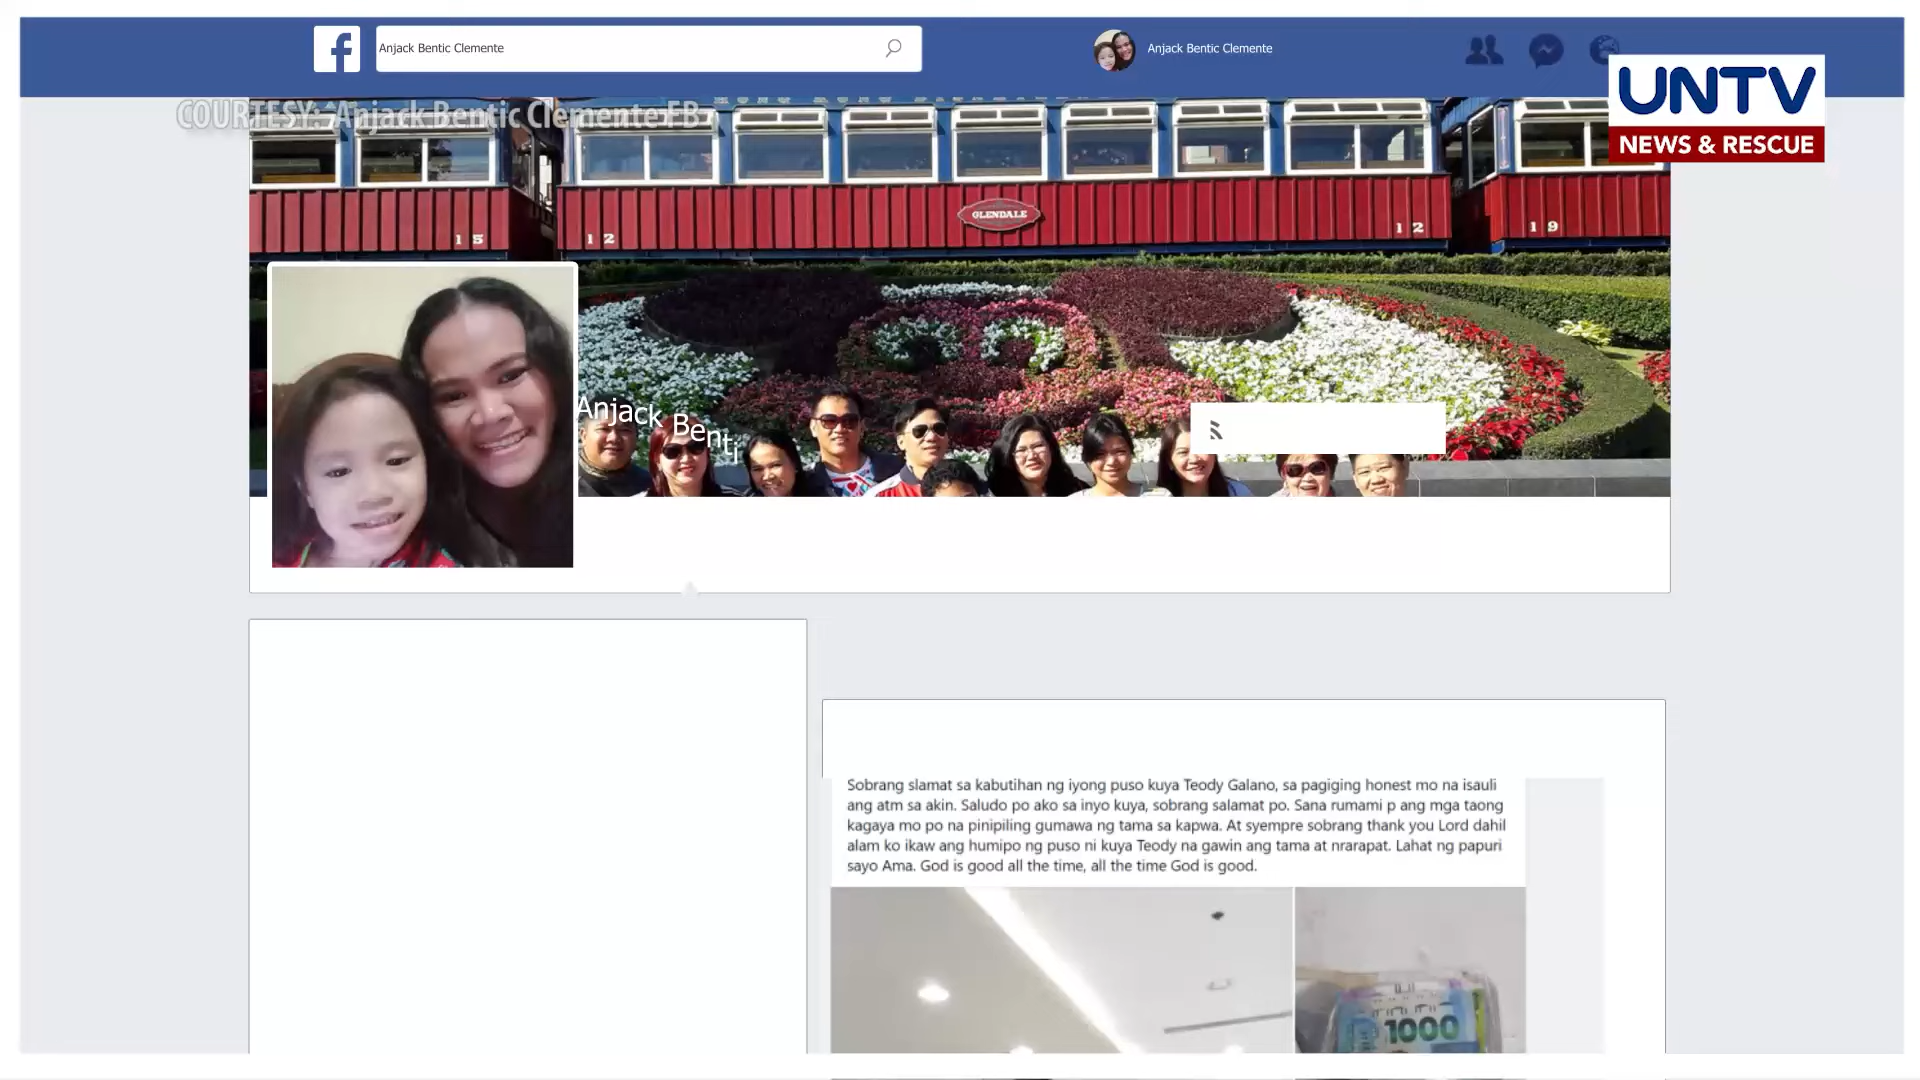 Anjack Bentic Clemente
Anjack Bentic Clemente
UNTV
NEWS & RESCUE
COURTESY: Anjack Bentic Clemente FB
GLENDALE
15
12
12
19
Anjack Benti
Sobrang slamat sa kabutihan ng iyong puso kuya Teody Galano, sa pagiging honest mo na isauli
ang atm sa akin. Saludo po ako sa inyo kuya, sobrang salamat po. Sana rumami p ang mga taong
kagaya mo po na pinipiling gumawa ng tama sa kapwa. At syempre sobrang thank you Lord dahil
alam ko ikaw ang humipo ng puso ni kuya Teody na gawin ang tama at nrarapat. Lahat ng papuri
sayo Ama. God is good all the time, all the time God is good.
1000